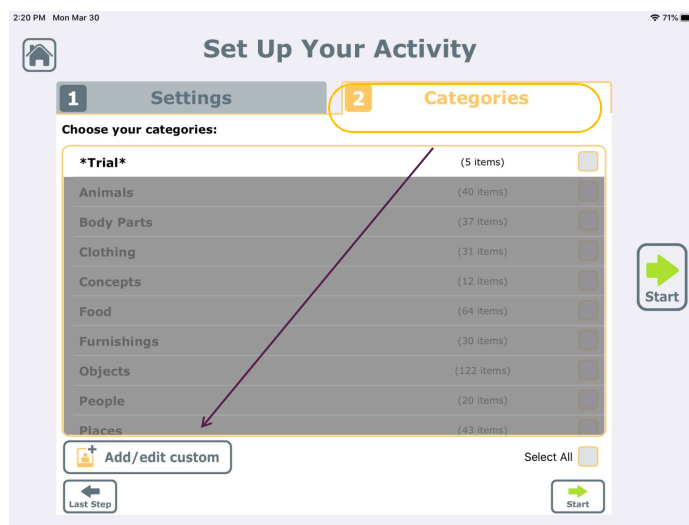 2:20 PM Mon Mar 30 71%
Set Up Your Activity
1 Settings 2 Categories
Choose your categories:
*Trial* (5 items)
Animals (40 items)
Body Parts (37 items)
Clothing (31 items)
Concepts (12 items)
Food (64 items)
Furnishings (30 items)
Objects (122 items)
People (20 items)
Places (43 items)
Start
Add/edit custom Select All
Last Step Start